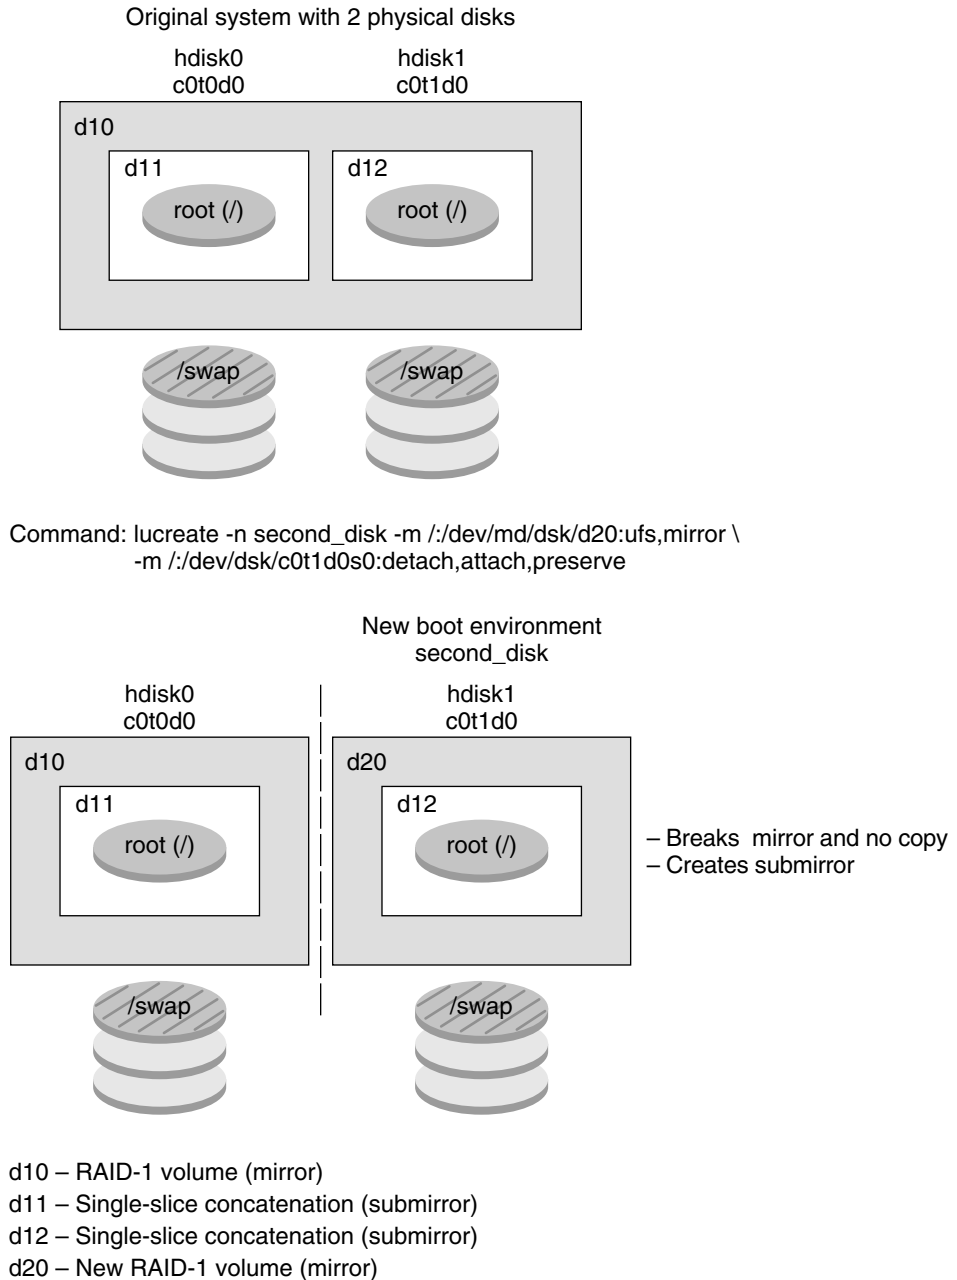 Original system with 2 physical disks
hdisk0
c0t0d0
hdisk1
c0t1d0
d10
d11
root (/)
d12
root (/)
/swap
/swap
Command: lucreate -n second_disk -m /:/dev/md/dsk/d20:ufs,mirror \
-m /:/dev/dsk/c0t1d0s0:detach,attach,preserve
New boot environment
second_disk
hdisk0
c0t0d0
hdisk1
c0t1d0
d10
d11
root (/)
d20
d12
root (/)
– Breaks mirror and no copy
– Creates submirror
/swap
/swap
d10 – RAID-1 volume (mirror)
d11 – Single-slice concatenation (submirror)
d12 – Single-slice concatenation (submirror)
d20 – New RAID-1 volume (mirror)